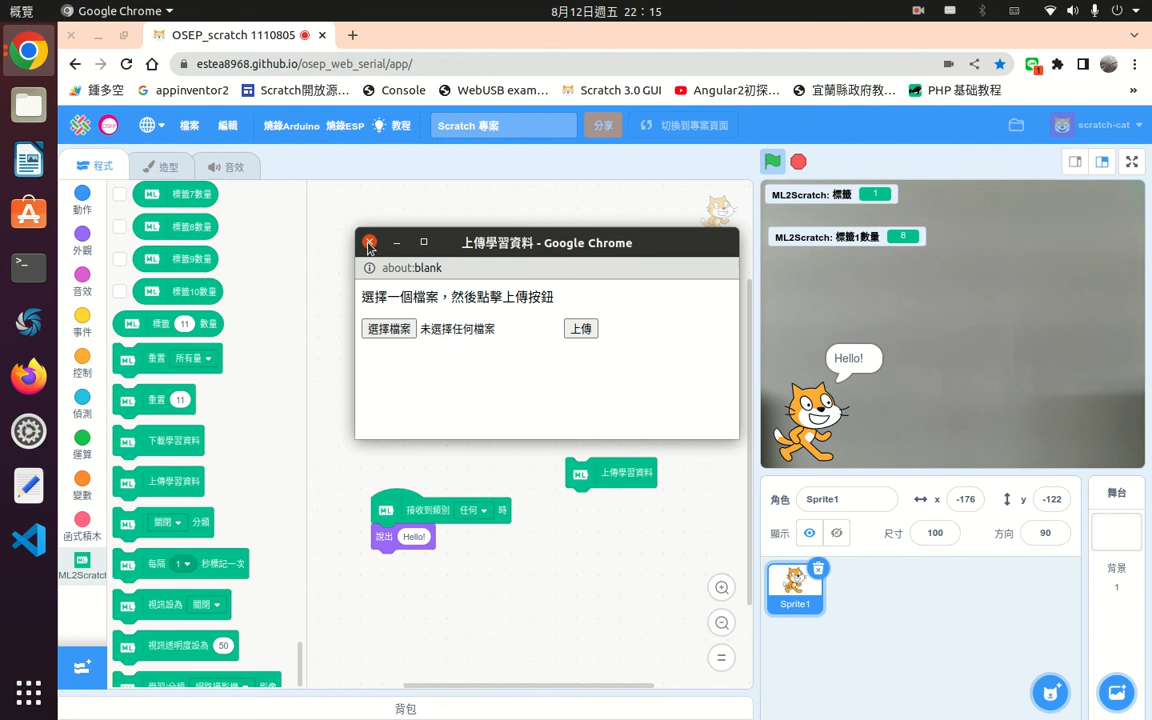 概覽
Google Chrome
8月12日週五 22：15
OSEP_scratch 1110805
estea8968.github.io/osep_web_serial/app/
鍾多空
appinventor2
Scratch開放源...
Console
WebUSB exam...
Scratch 3.0 GUI
Angular2初探...
宜蘭縣政府教...
PHP 基础教程
»
檔案
編輯
燒錄Arduino
燒錄ESP
教程
Scratch 專案
分享
切換到專案頁面
scratch-cat
程式
造型
音效
動作
外觀
音效
事件
控制
偵測
運算
變數
函式積木
ML2Scratch
標籤7數量
標籤8數量
標籤9數量
標籤10數量
標籤 11 數量
重置 所有量
重置 11
下載學習資料
上傳學習資料
關閉 分類
每隔 1 秒標記一次
視訊設為 關閉
視訊透明度設為 50
上傳學習資料 - Google Chrome
about:blank
選擇一個檔案，然後點擊上傳按鈕
選擇檔案 未選擇任何檔案
上傳
上傳學習資料
接收到類別 任何 時
說出 Hello!
背包
ML2Scratch: 標籤 1
ML2Scratch: 標籤1數量 8
Hello!
角色 Sprite1 x -176 y -122
顯示 尺寸 100 方向 90
Sprite1
舞台
背景
1